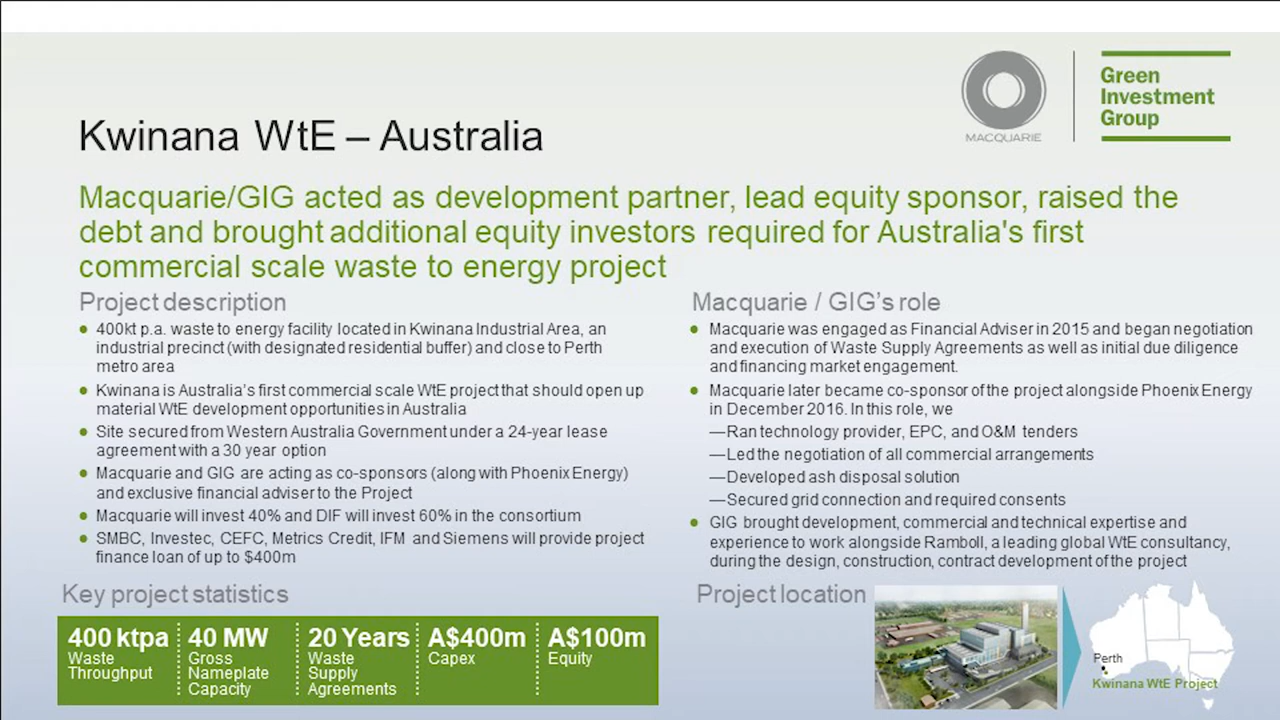 MACQUARIE
Green
Investment
Group
Kwinana WtE – Australia
Macquarie/GIG acted as development partner, lead equity sponsor, raised the
debt and brought additional equity investors required for Australia's first
commercial scale waste to energy project
Project description
● 400kt p.a. waste to energy facility located in Kwinana Industrial Area, an
industrial precinct (with designated residential buffer) and close to Perth
metro area
● Kwinana is Australia's first commercial scale WtE project that should open up
material WtE development opportunities in Australia
● Site secured from Western Australia Government under a 24-year lease
agreement with a 30 year option
● Macquarie and GIG are acting as co-sponsors (along with Phoenix Energy)
and exclusive financial adviser to the Project
● Macquarie will invest 40% and DIF will invest 60% in the consortium
● SMBC, Investec, CEFC, Metrics Credit, IFM and Siemens will provide project
finance loan of up to $400m
Macquarie / GIG's role
● Macquarie was engaged as Financial Adviser in 2015 and began negotiation
and execution of Waste Supply Agreements as well as initial due diligence
and financing market engagement.
● Macquarie later became co-sponsor of the project alongside Phoenix Energy
in December 2016. In this role, we
—Ran technology provider, EPC, and O&M tenders
—Led the negotiation of all commercial arrangements
—Developed ash disposal solution
—Secured grid connection and required consents
● GIG brought development, commercial and technical expertise and
experience to work alongside Ramboll, a leading global WtE consultancy,
during the design, construction, contract development of the project
Key project statistics
400 ktpa
Waste
Throughput
40 MW
Gross
Nameplate
Capacity
20 Years
Waste
Supply
Agreements
A$400m
Capex
A$100m
Equity
Project location
Perth
Kwinana WtE Project